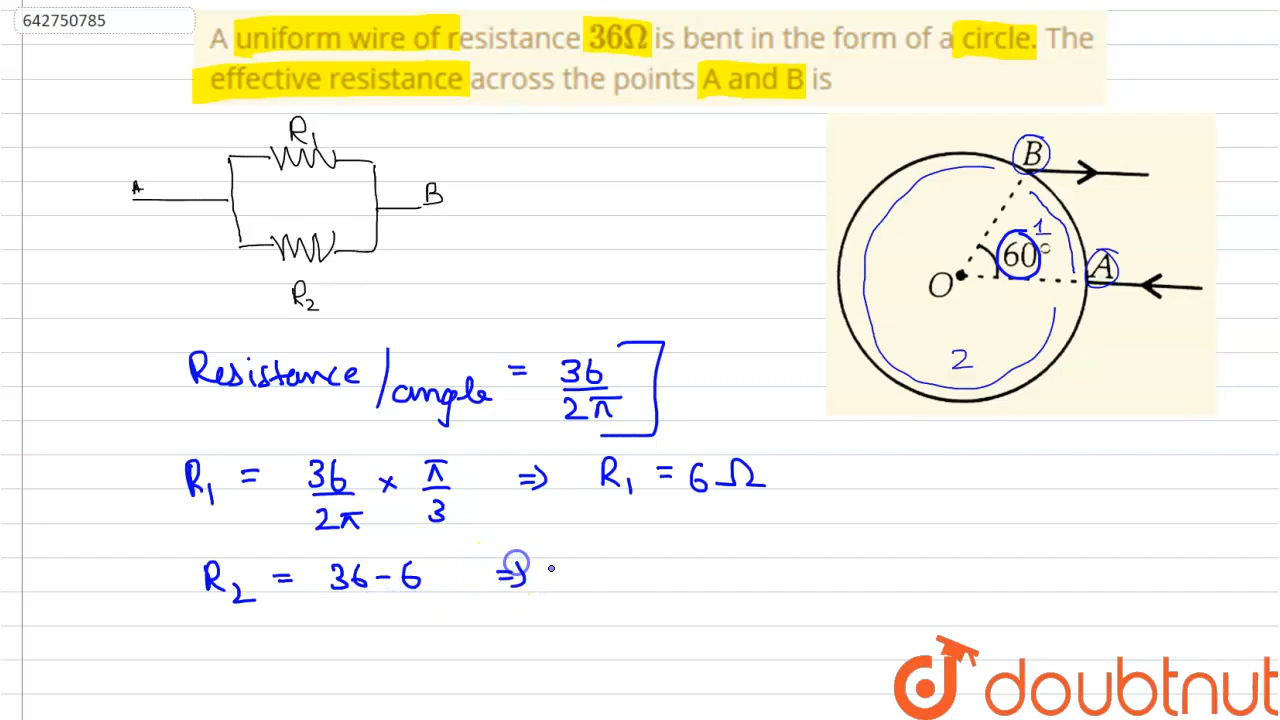 642750785
A uniform wire of resistance 36Ω is bent in the form of a circle. The
effective resistance across the points A and B is
R₁
A
B
R₂
B
1
60°
A
O
2
Resistance/angle = 36/2π
R₁ = 36/2π × π/3 ⇒ R₁ = 6 Ω
R₂ = 36 - 6 ⇒
doubtnut